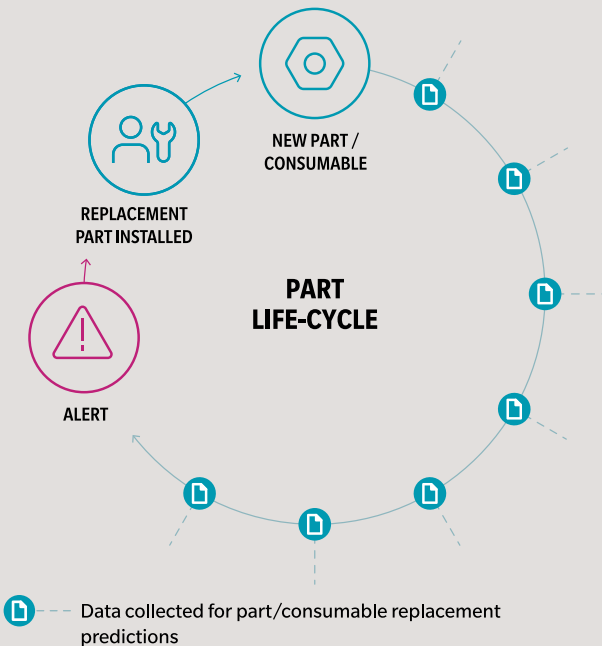 NEW PART /
CONSUMABLE
REPLACEMENT
PART INSTALLED
PART
LIFE-CYCLE
ALERT
Data collected for part/consumable replacement
predictions